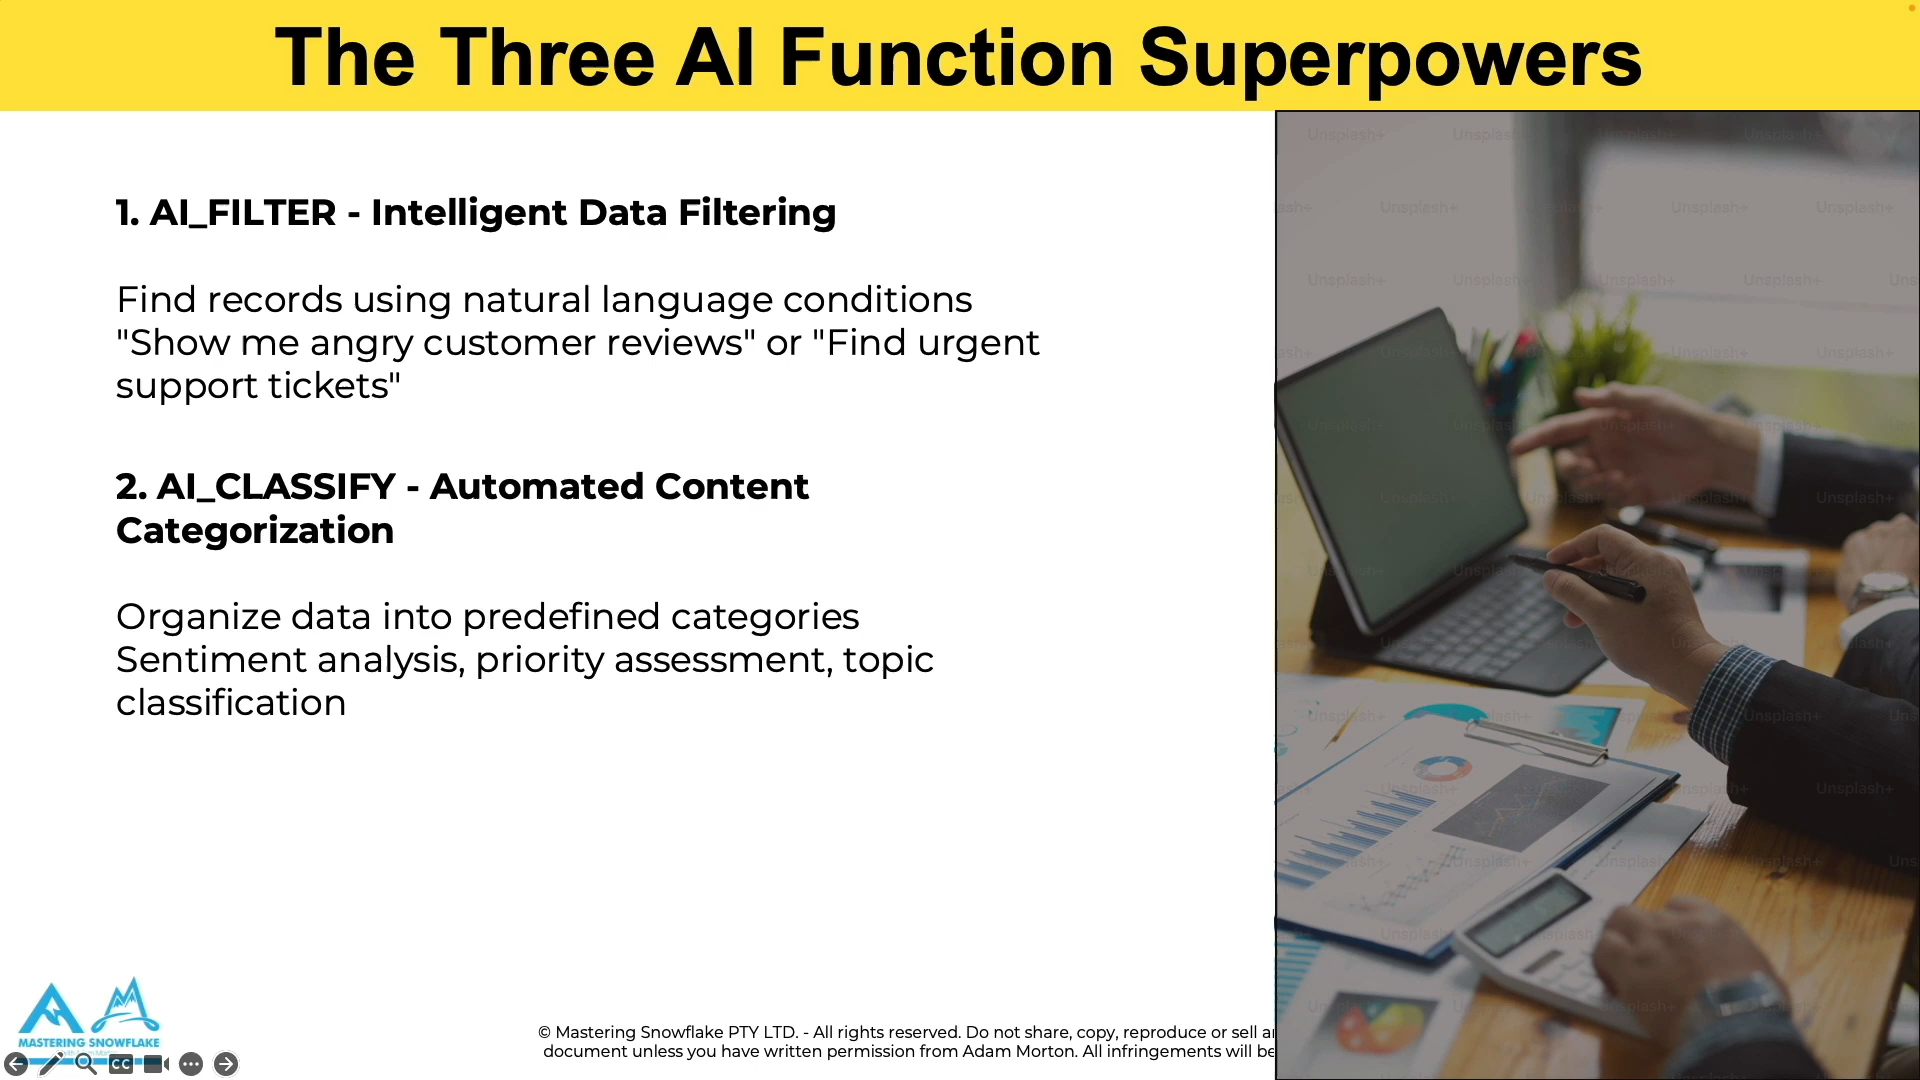 The Three AI Function Superpowers
1. AI_FILTER - Intelligent Data Filtering
Find records using natural language conditions
"Show me angry customer reviews" or "Find urgent
support tickets"
2. AI_CLASSIFY - Automated Content
Categorization
Organize data into predefined categories
Sentiment analysis, priority assessment, topic
classification
MASTERING SNOWFLAKE
CC
© Mastering Snowflake PTY LTD. - All rights reserved. Do not share, copy, reproduce or sell
document unless you have written permission from Adam Morton. All infringements will be
Unsplash+